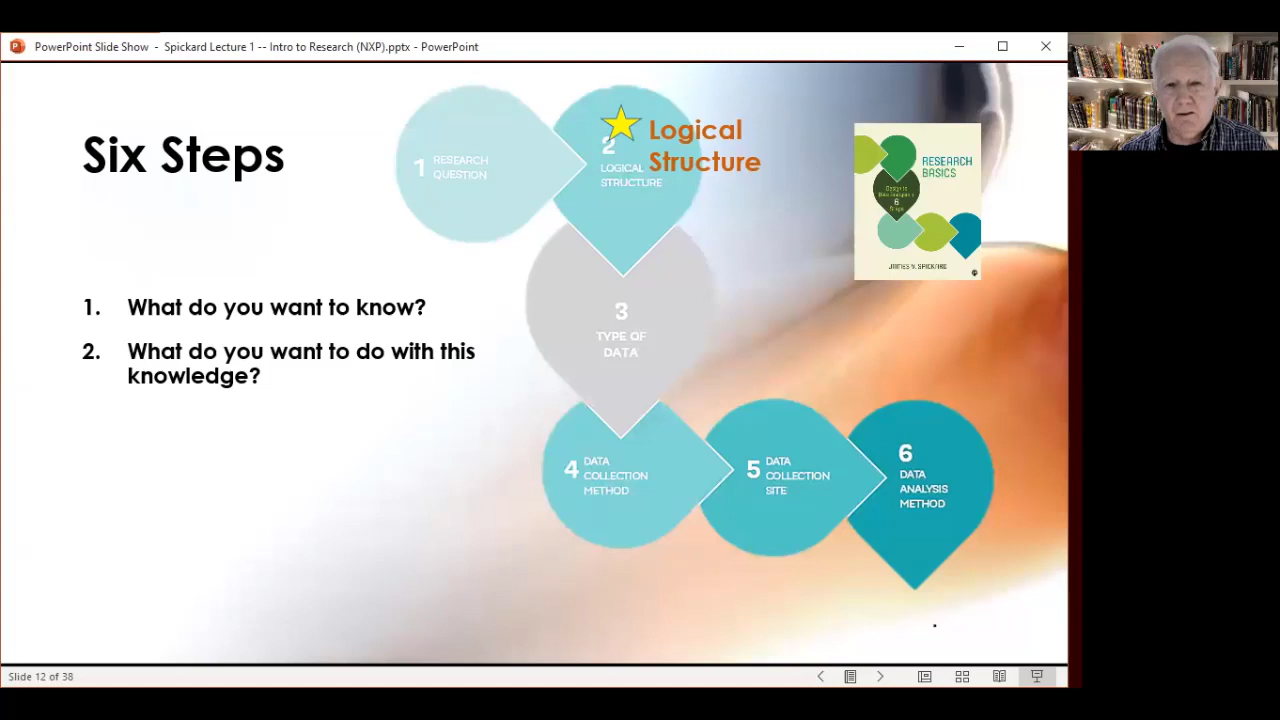 PowerPoint Slide Show - Spickard Lecture 1 -- Intro to Research (NXP).pptx - PowerPoint
Six Steps
1 RESEARCH
QUESTION
2
LOGICAL
STRUCTURE
Logical
Structure
RESEARCH
BASICS
6
JAMES V. SPICKARD
1. What do you want to know?
2. What do you want to do with this
knowledge?
3
TYPE OF
DATA
4 DATA
COLLECTION
METHOD
5 DATA
COLLECTION
SITE
6
DATA
ANALYSIS
METHOD
Slide 12 of 38